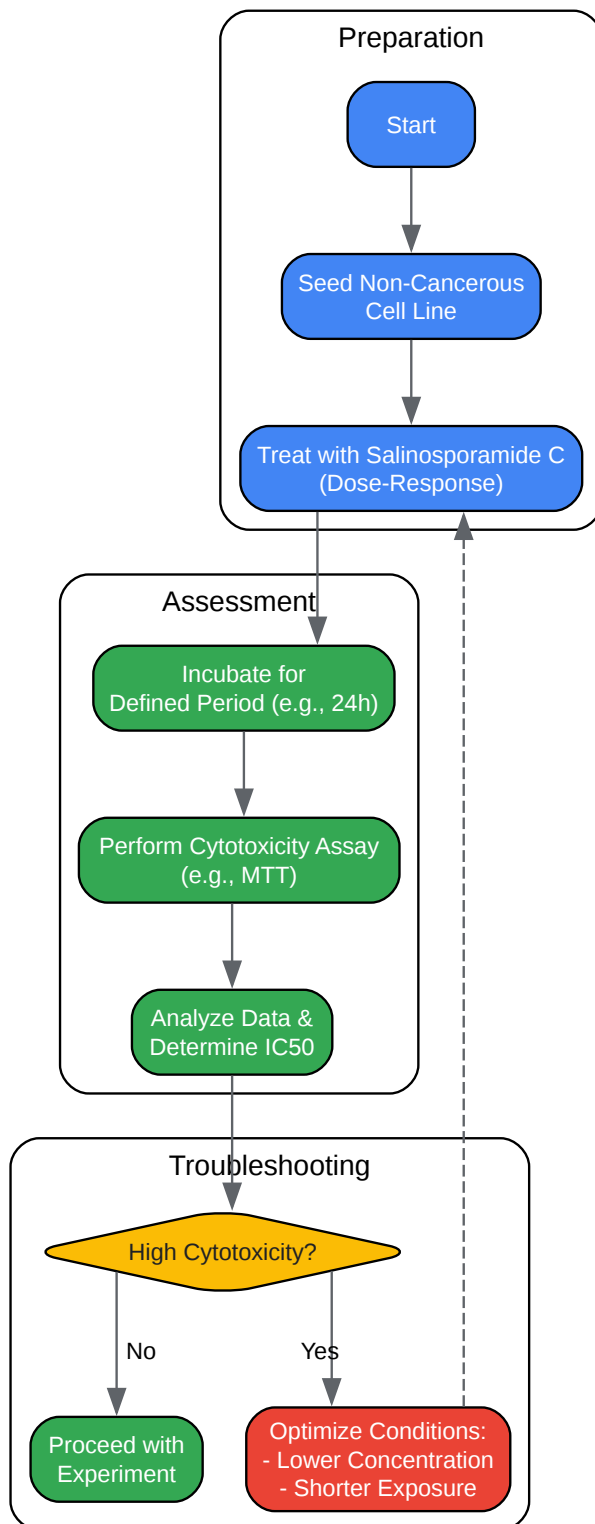 Preparation
Start
Seed Non-Cancerous
Cell Line
Treat with Salinosporamide C
(Dose-Response)
Assessment
Incubate for
Defined Period (e.g., 24h)
Perform Cytotoxicity Assay
(e.g., MTT)
Analyze Data &
Determine IC50
Troubleshooting
High Cytotoxicity?
No
Yes
Proceed with
Experiment
Optimize Conditions:
- Lower Concentration
- Shorter Exposure